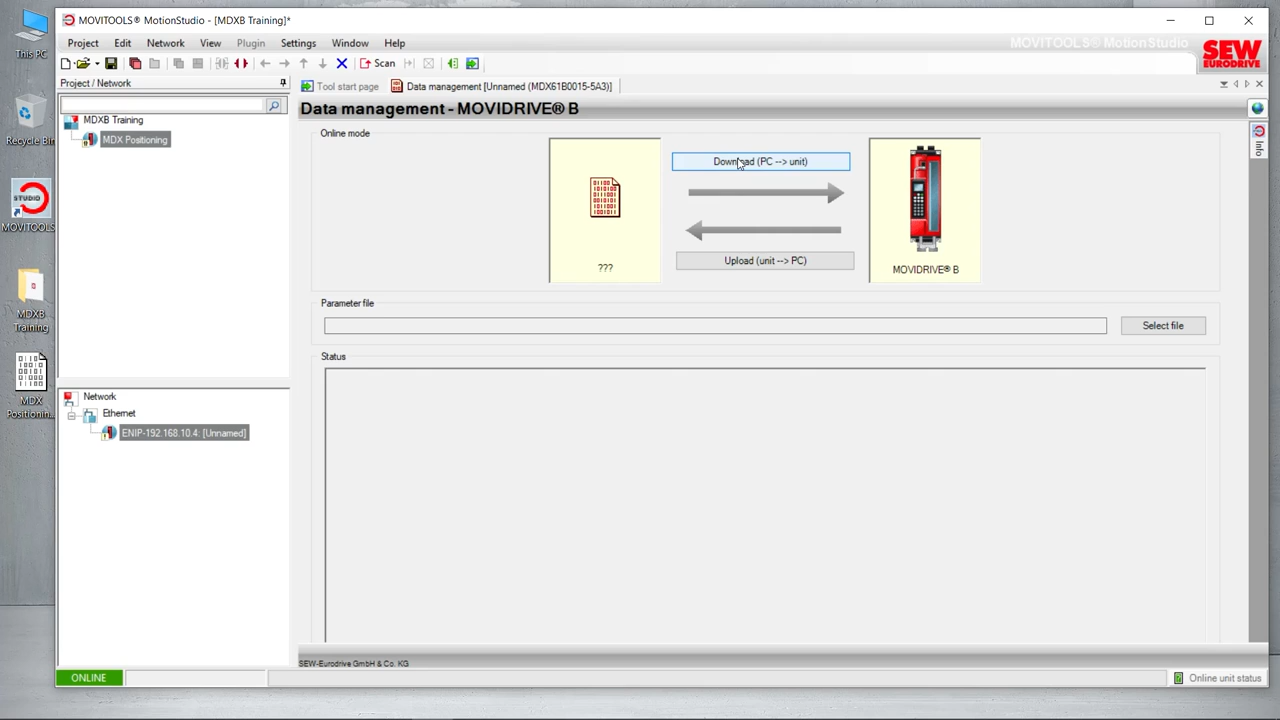 This PC
Recycle Bin
STUDIO
MOVITOOLS
MDXB
Training
MDX
Positionin...
MOVITOOLS® MotionStudio - [MDXB Training]*
Project Edit Network View Plugin Settings Window Help
MOVITOOLS® MotionStudio
SEW
EURODRIVE
Scan
Project / Network
MDXB Training
MDX Positioning
Network
Ethernet
ENIP-192.168.10.4: [Unnamed]
Tool start page
Data management [Unnamed (MDX61B0015-5A3)]
Data management - MOVIDRIVE® B
Info
Online mode
???
Download (PC --> unit)
Upload (unit --> PC)
MOVIDRIVE® B
Parameter file
Select file
Status
SEW-Eurodrive GmbH & Co. KG
ONLINE
Online unit status